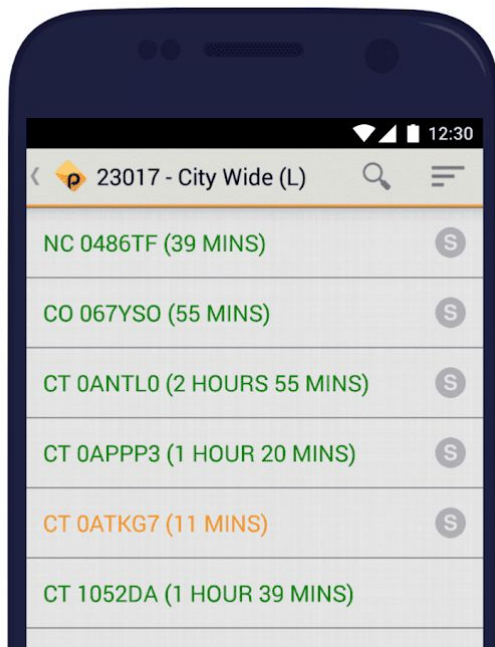 12:30
p 23017 - City Wide (L)
NC 0486TF (39 MINS) S
CO 067YSO (55 MINS) S
CT 0ANTL0 (2 HOURS 55 MINS) S
CT 0APPP3 (1 HOUR 20 MINS) S
CT 0ATKG7 (11 MINS) S
CT 1052DA (1 HOUR 39 MINS)